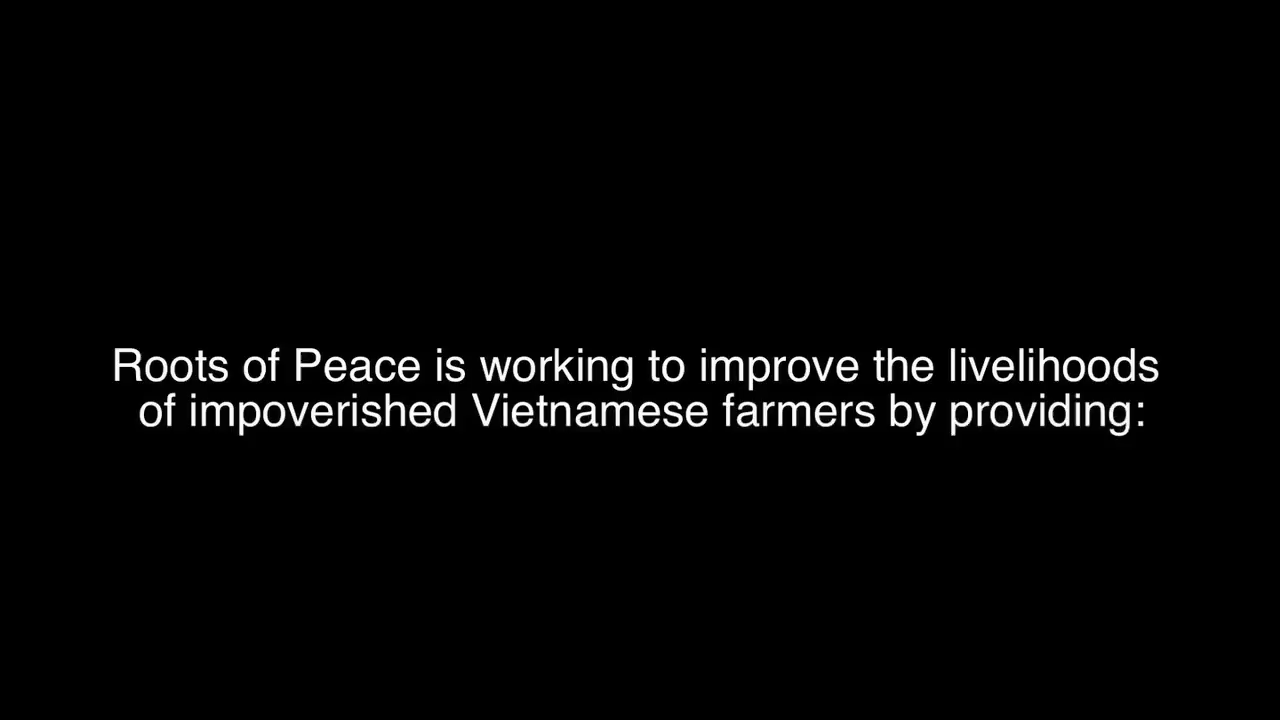 Roots of Peace is working to improve the livelihoods
of impoverished Vietnamese farmers by providing: